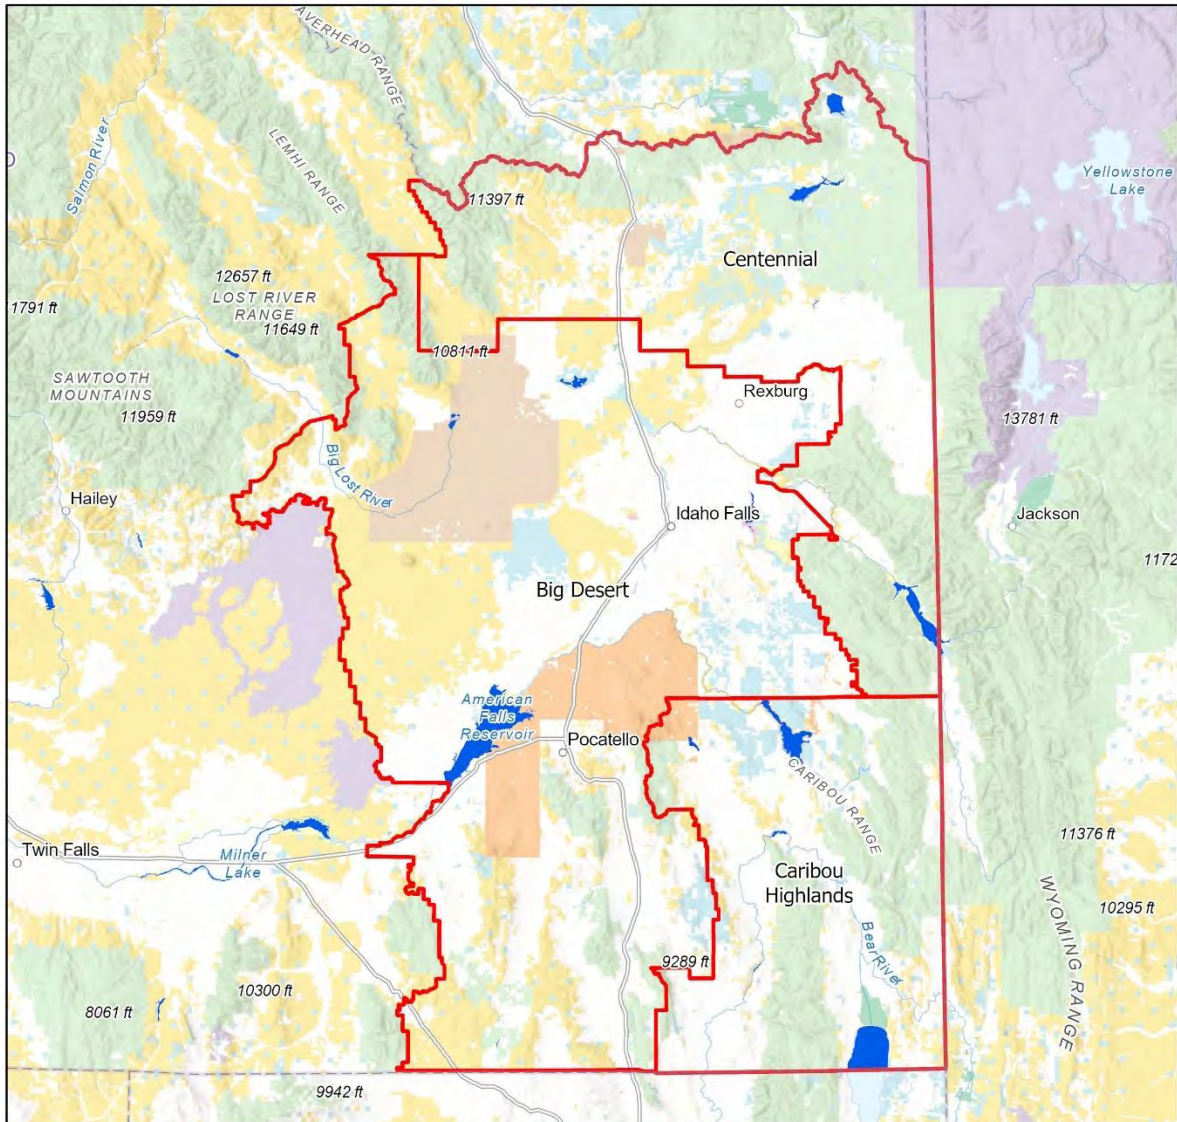 AVERHEAD RANGE
Salmon River
LEMHI RANGE
Yellowstone
Lake
11397 ft
Centennial
12657 ft
LOST RIVER
RANGE
11649 ft
1791 ft
10811 ft
SAWTOOTH
MOUNTAINS
11959 ft
Rexburg
13781 ft
Big Lost River
Hailey
Idaho Falls
Jackson
1172
Big Desert
American
Falls
Reservoir
Pocatello
CARIBOU RANGE
11376 ft
Twin Falls
Milner
Lake
Caribou
Highlands
WYOMING RANGE
10295 ft
Bear River
9289 ft
10300 ft
8061 ft
9942 ft